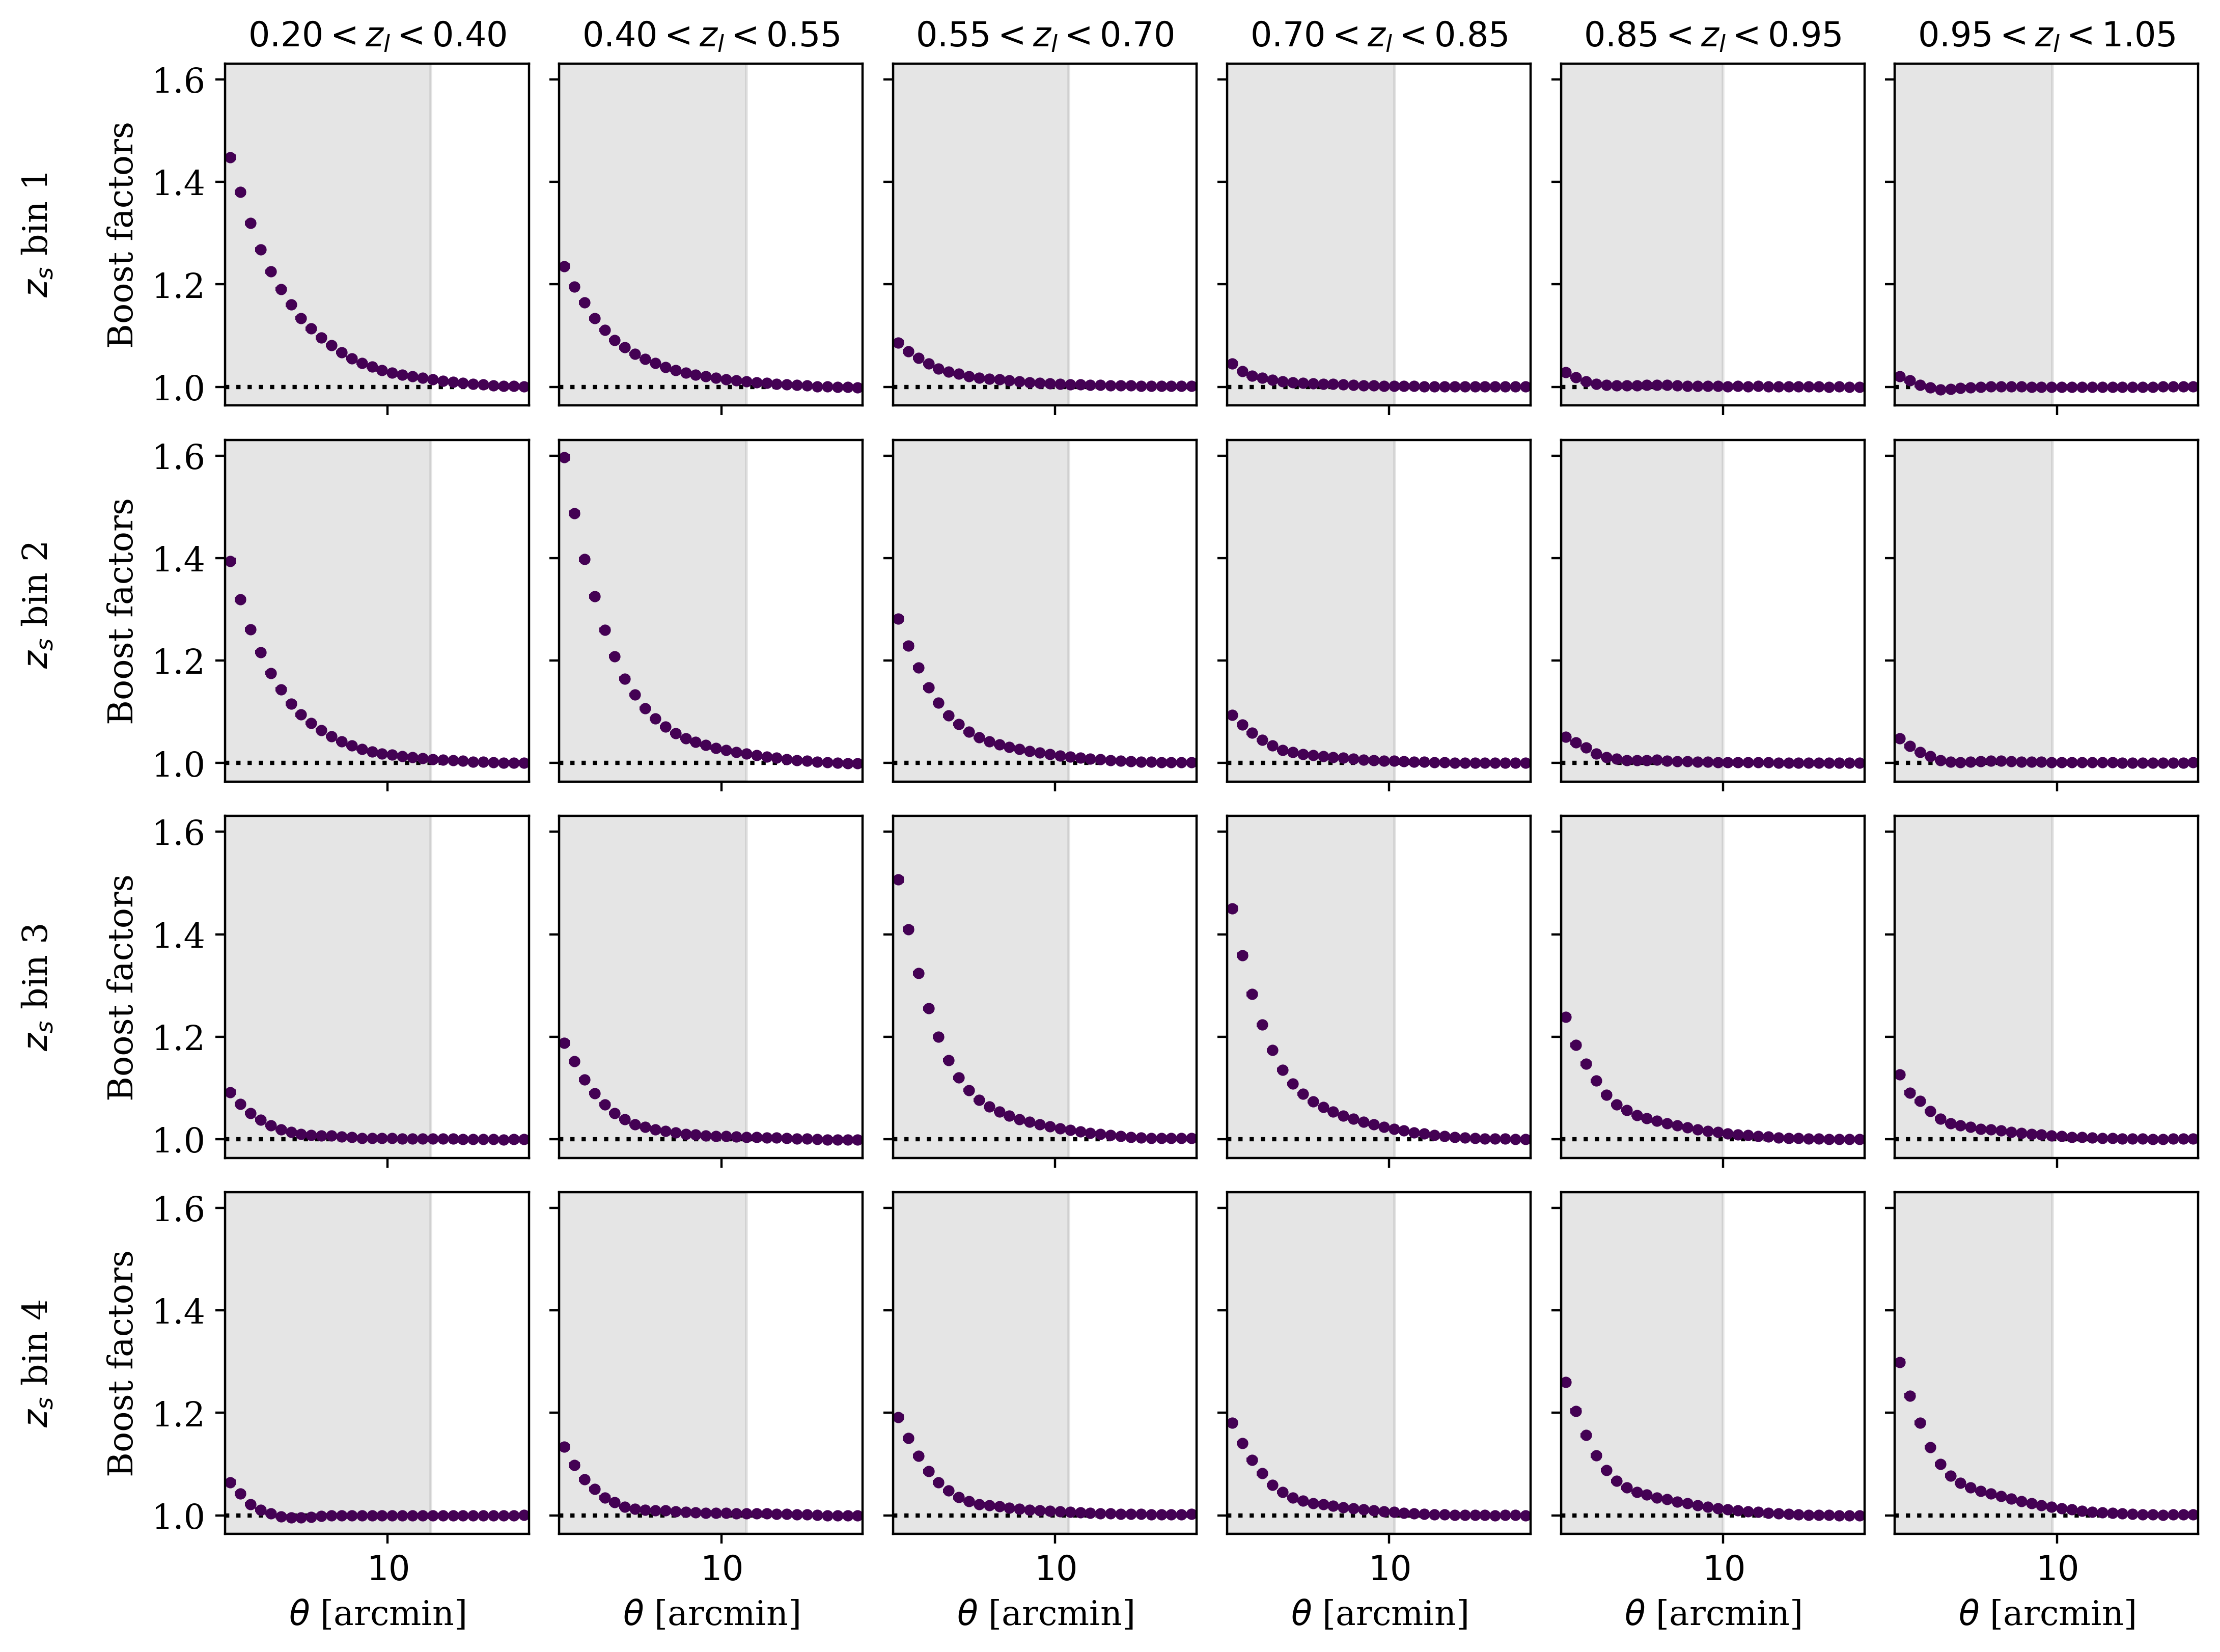 0.20 < z_l < 0.40 0.40 < z_l < 0.55 0.55 < z_l < 0.70 0.70 < z_l < 0.85 0.85 < z_l < 0.95 0.95 < z_l < 1.05
z_s bin 1
Boost factors
1.6
1.4
1.2
1.0
z_s bin 2
Boost factors
1.6
1.4
1.2
1.0
z_s bin 3
Boost factors
1.6
1.4
1.2
1.0
z_s bin 4
Boost factors
1.6
1.4
1.2
1.0
10 10 10 10 10 10
θ [arcmin] θ [arcmin] θ [arcmin] θ [arcmin] θ [arcmin] θ [arcmin]